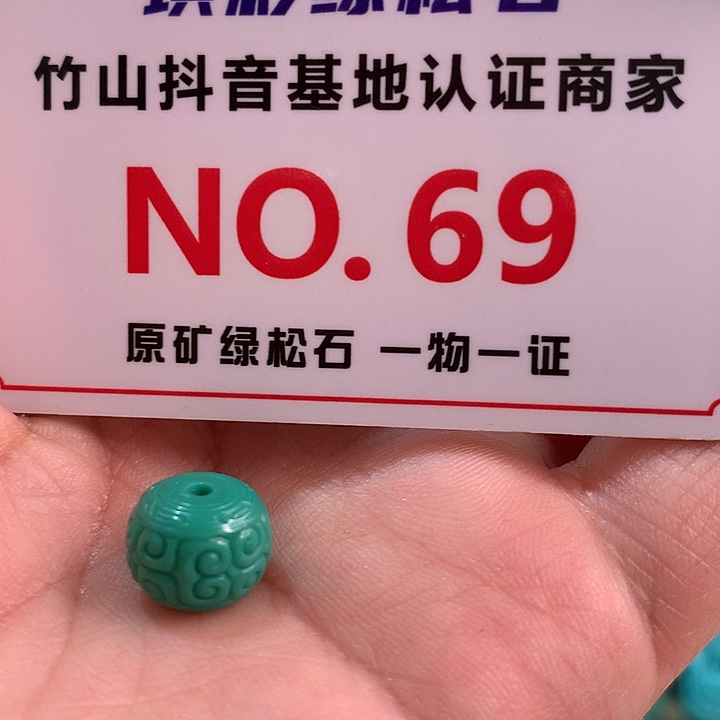 竹山抖音基地认证商家
NO. 69
原矿绿松石 一物一证